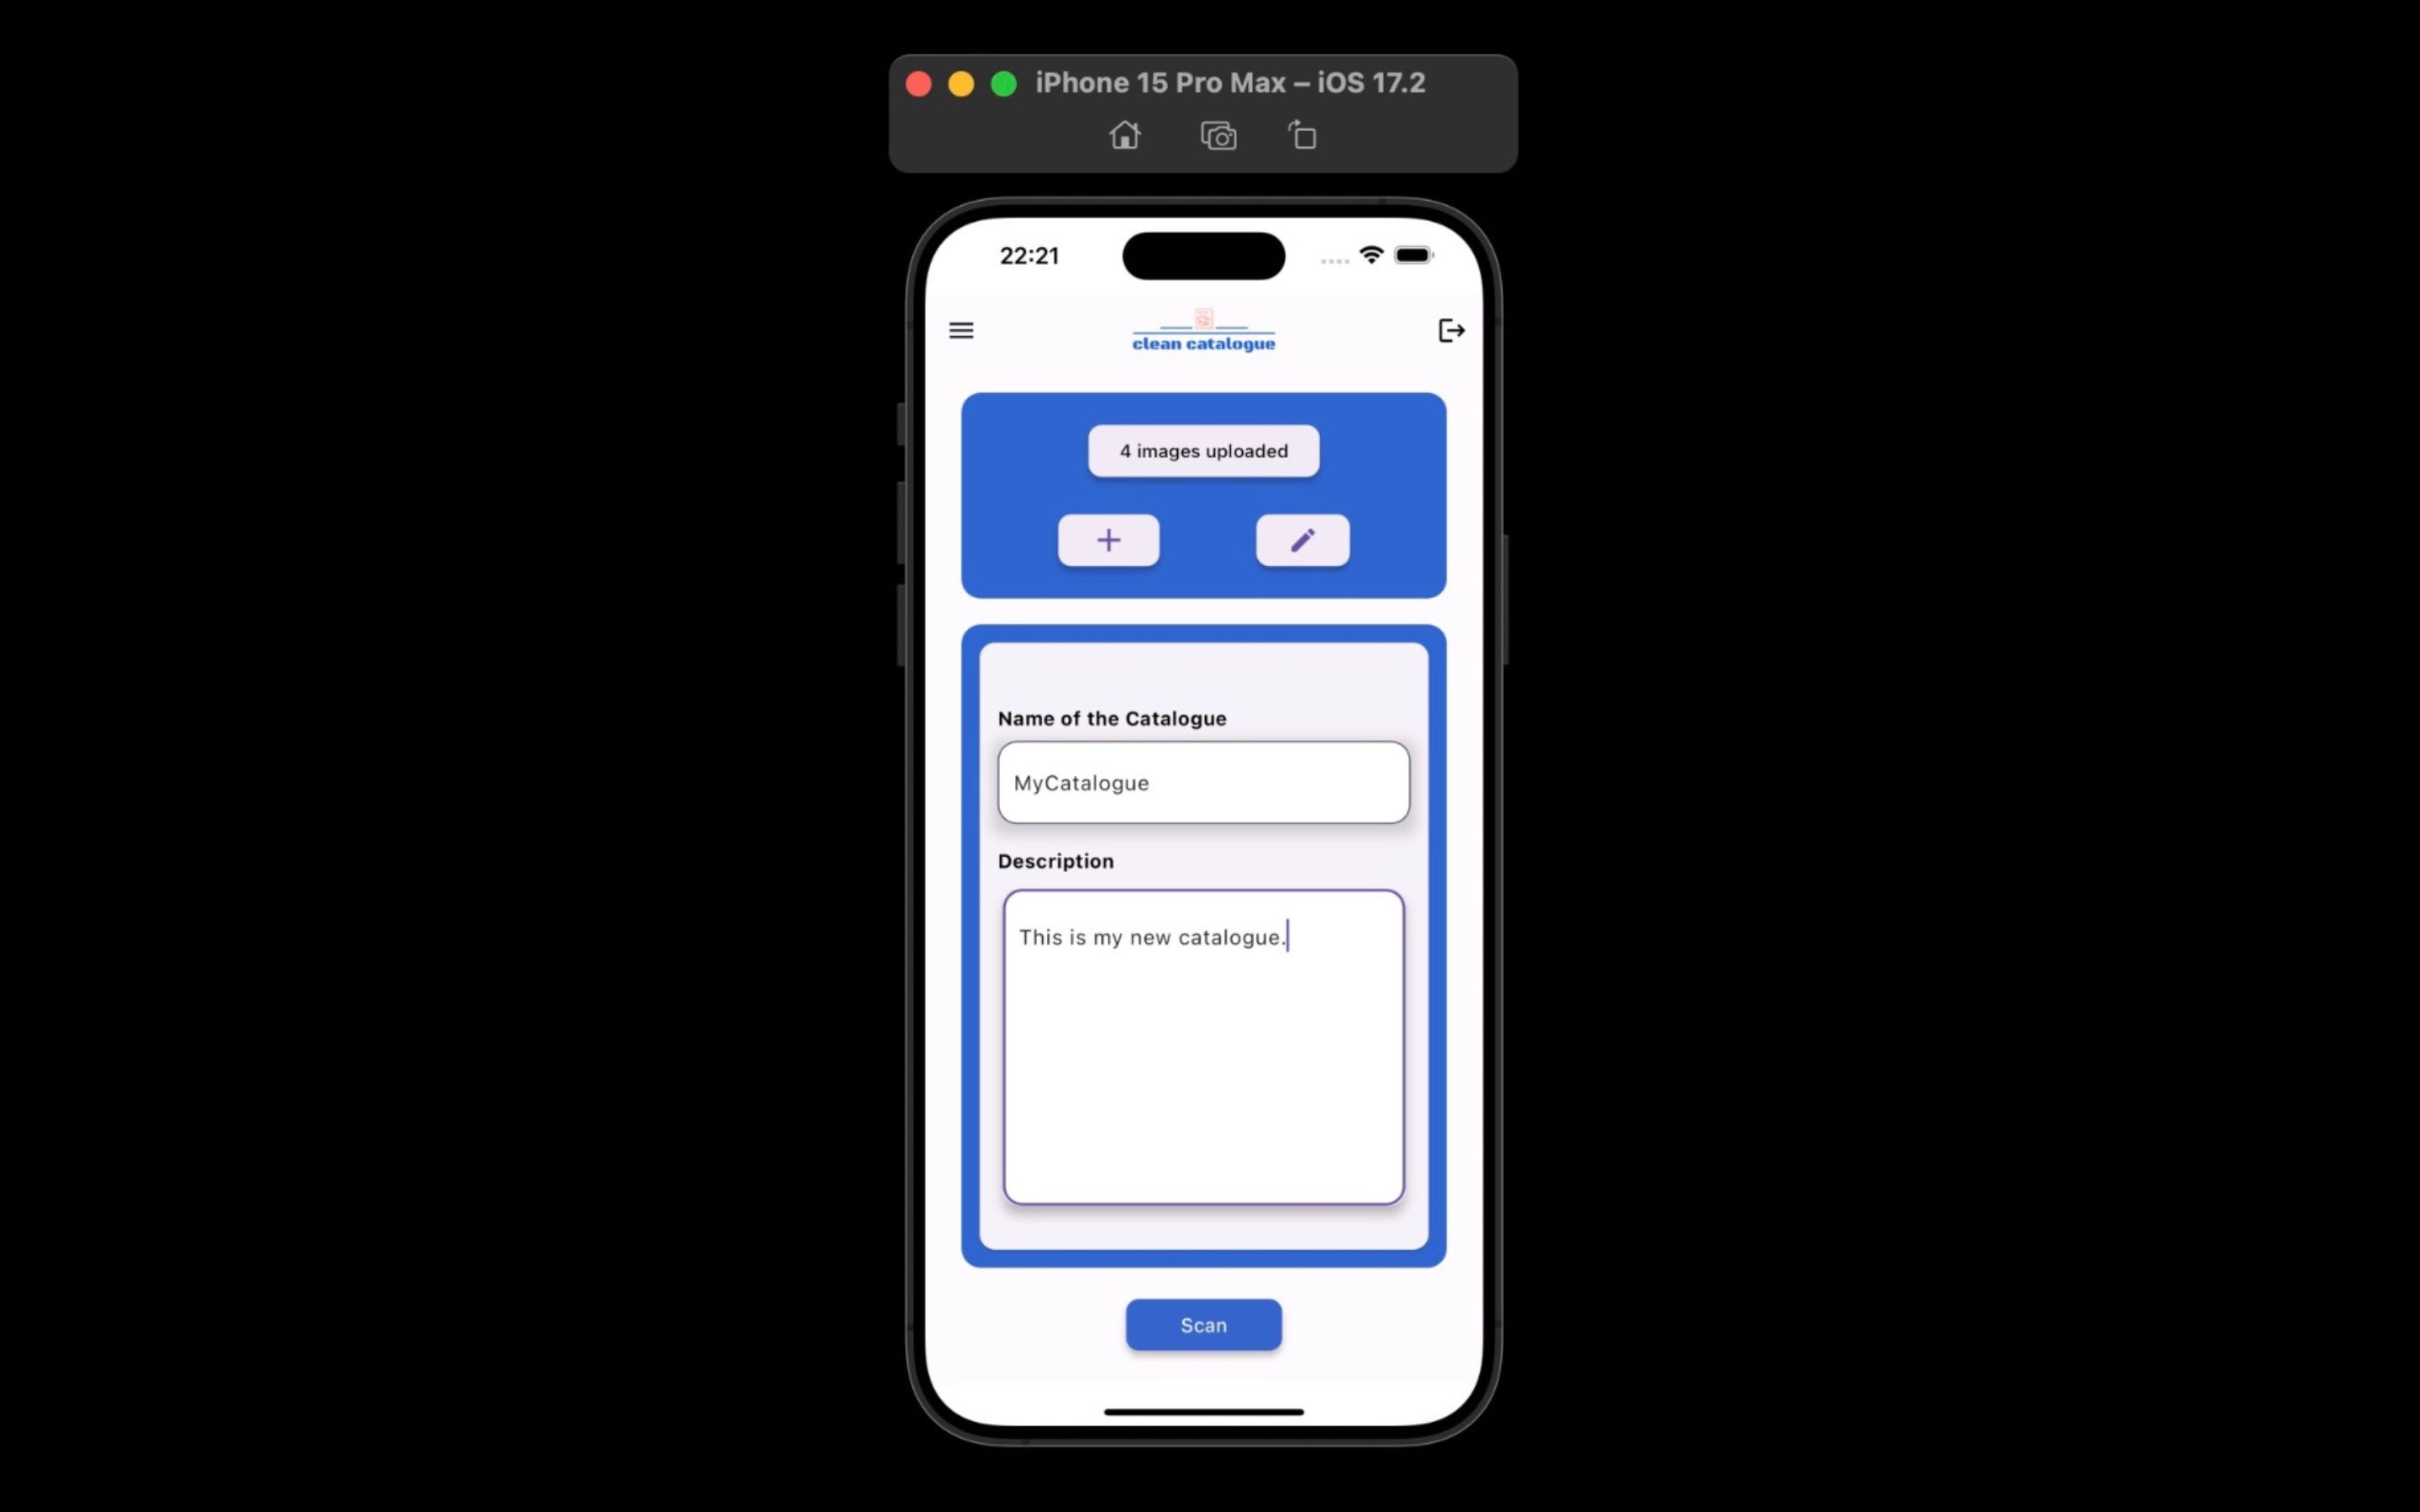 iPhone 15 Pro Max – iOS 17.2
22:21
clean catalogue
4 images uploaded
Name of the Catalogue
MyCatalogue
Description
This is my new catalogue.
Scan